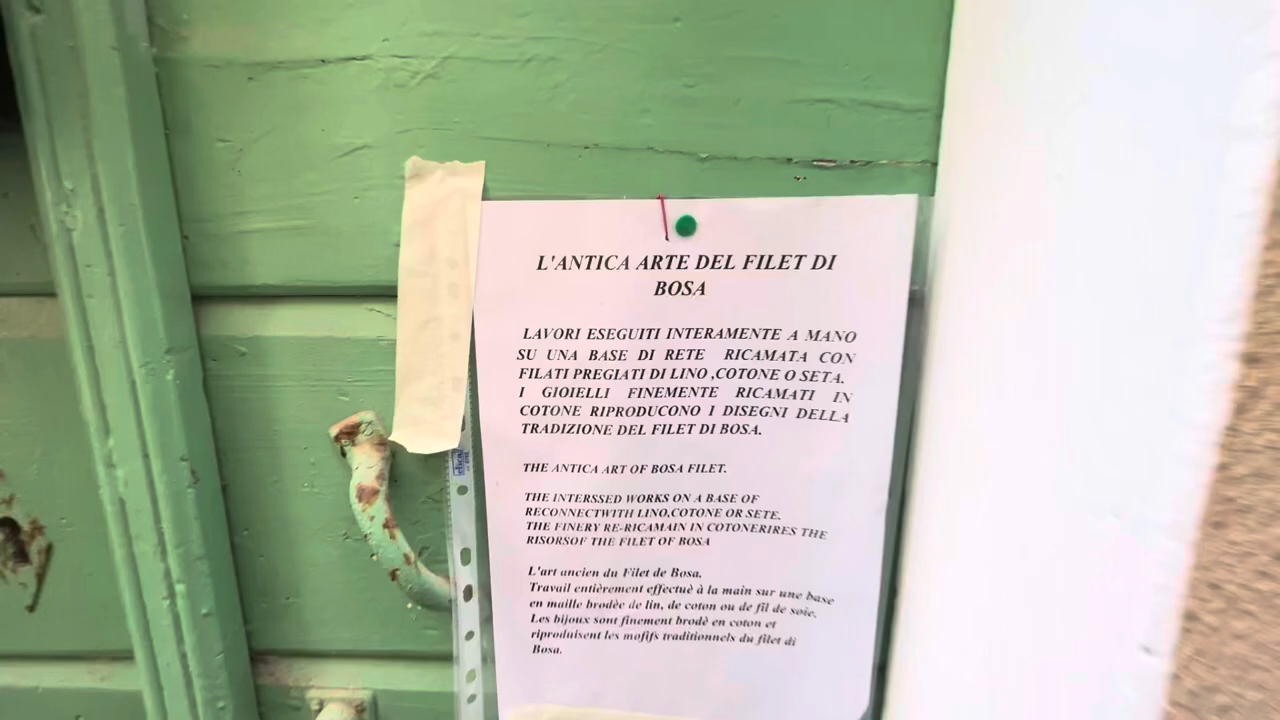 L'ANTICA ARTE DEL FILET DI
BOSA
LAVORI ESEGUITI INTERAMENTE A MANO
SU UNA BASE DI RETE RICAMATA CON
FILATI PREGIATI DI LINO ,COTONE O SETA.
I GIOIELLI FINEMENTE RICAMATI IN
COTONE RIPRODUCONO I DISEGNI DELLA
TRADIZIONE DEL FILET DI BOSA.
THE ANTICA ART OF BOSA FILET.
THE INTERSSED WORKS ON A BASE OF
RECONNECTWITH LINO,COTONE OR SETE.
THE FINERY RE-RICAMAIN IN COTONERIRES THE
RISORSOF THE FILET OF BOSA
L'art ancien du Filet de Bosa.
Travail entièrement effectuè à la main sur une base
en maille brodèe de lin, de coton ou de fil de soie.
Les bijoux sont finement brodè en coton et
riproduisent les mofifs traditionnels du filet di
Bosa.